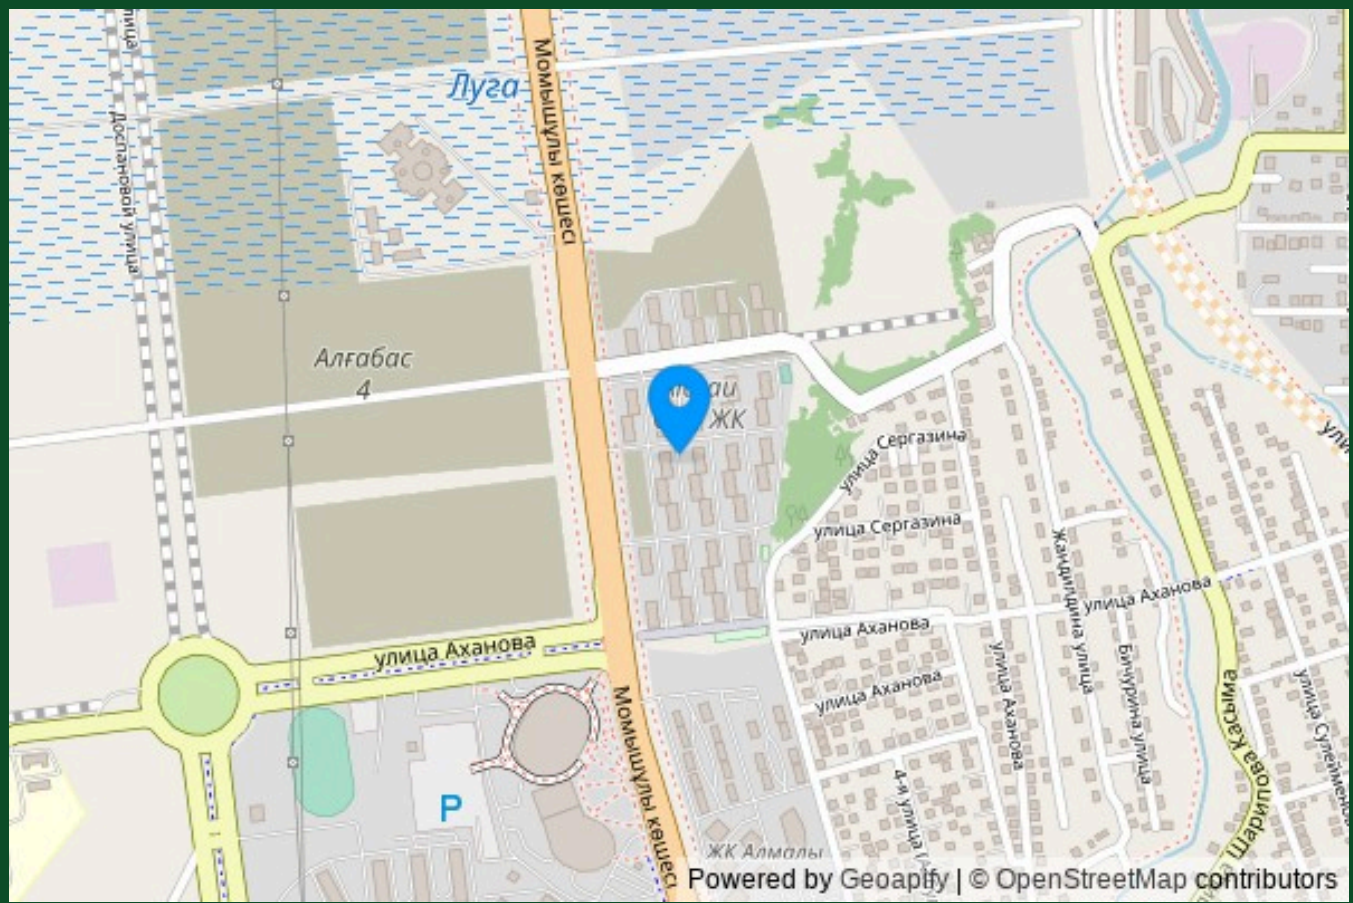 улица
Момышұлы көшесі
Луга
Доспановой улица
Алғабас
4
ЖК
улица Сергазина
улица Сергазина
Жандилдина улица
улица Аханова
улица Аханова
улица Аханова
улица Аханова
улица Аханова
Бичурина улица
Шарипова Касыма
Момышұлы көшесі
4-я улица
P
ЖК Алмалы
Powered by Geoapify | © OpenStreetMap contributors